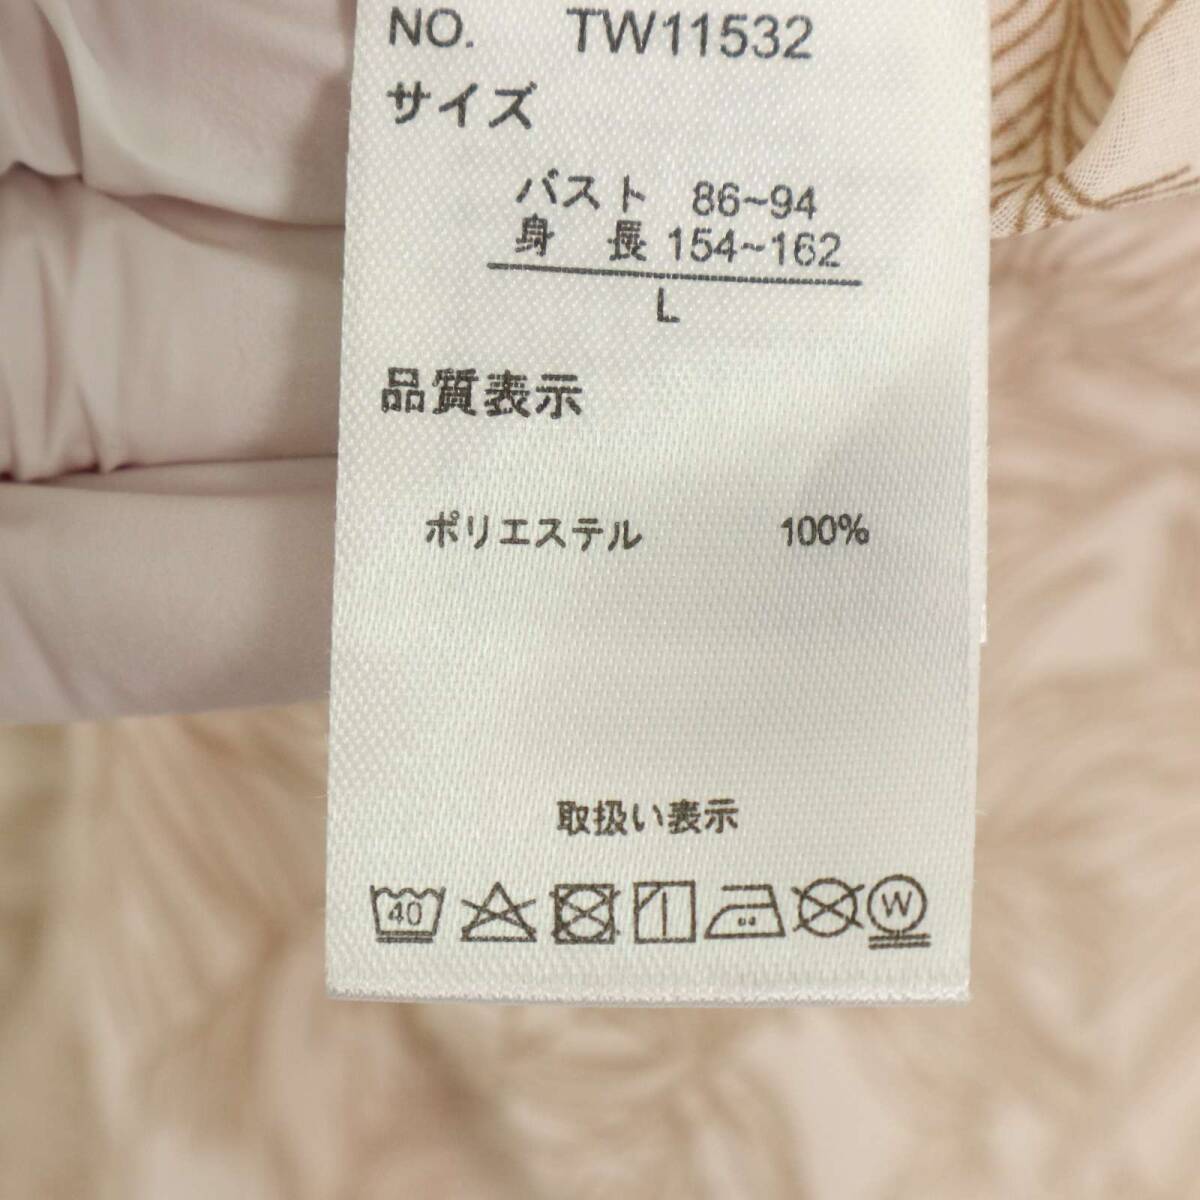 NO. TW11532
サイズ
バスト 86~94
身 長 154~162
L
品質表示
ポリエステル 100%
取扱い表示
40 W